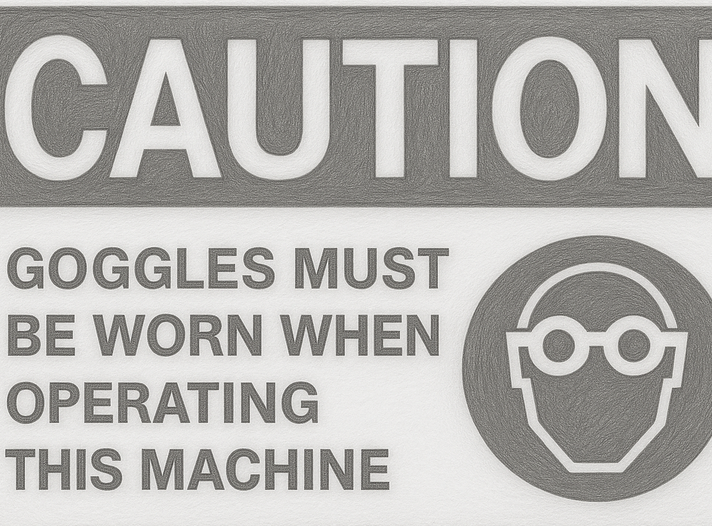 CAUTION
GOGGLES MUST
BE WORN WHEN
OPERATING
THIS MACHINE